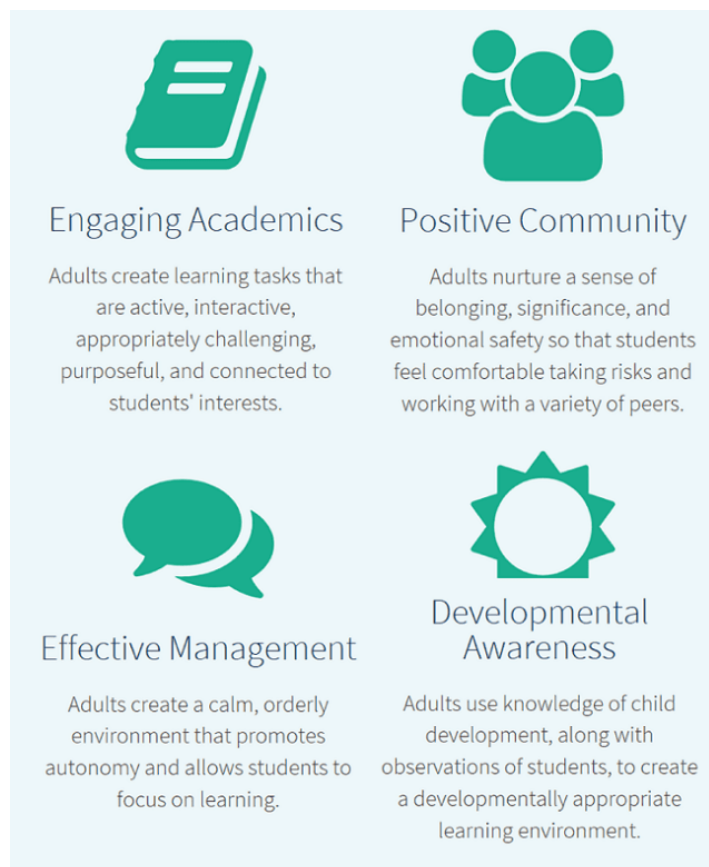 Engaging Academics
Adults create learning tasks that
are active, interactive,
appropriately challenging,
purposeful, and connected to
students' interests.
Positive Community
Adults nurture a sense of
belonging, significance, and
emotional safety so that students
feel comfortable taking risks and
working with a variety of peers.
Effective Management
Adults create a calm, orderly
environment that promotes
autonomy and allows students to
focus on learning.
Developmental
Awareness
Adults use knowledge of child
development, along with
observations of students, to create
a developmentally appropriate
learning environment.